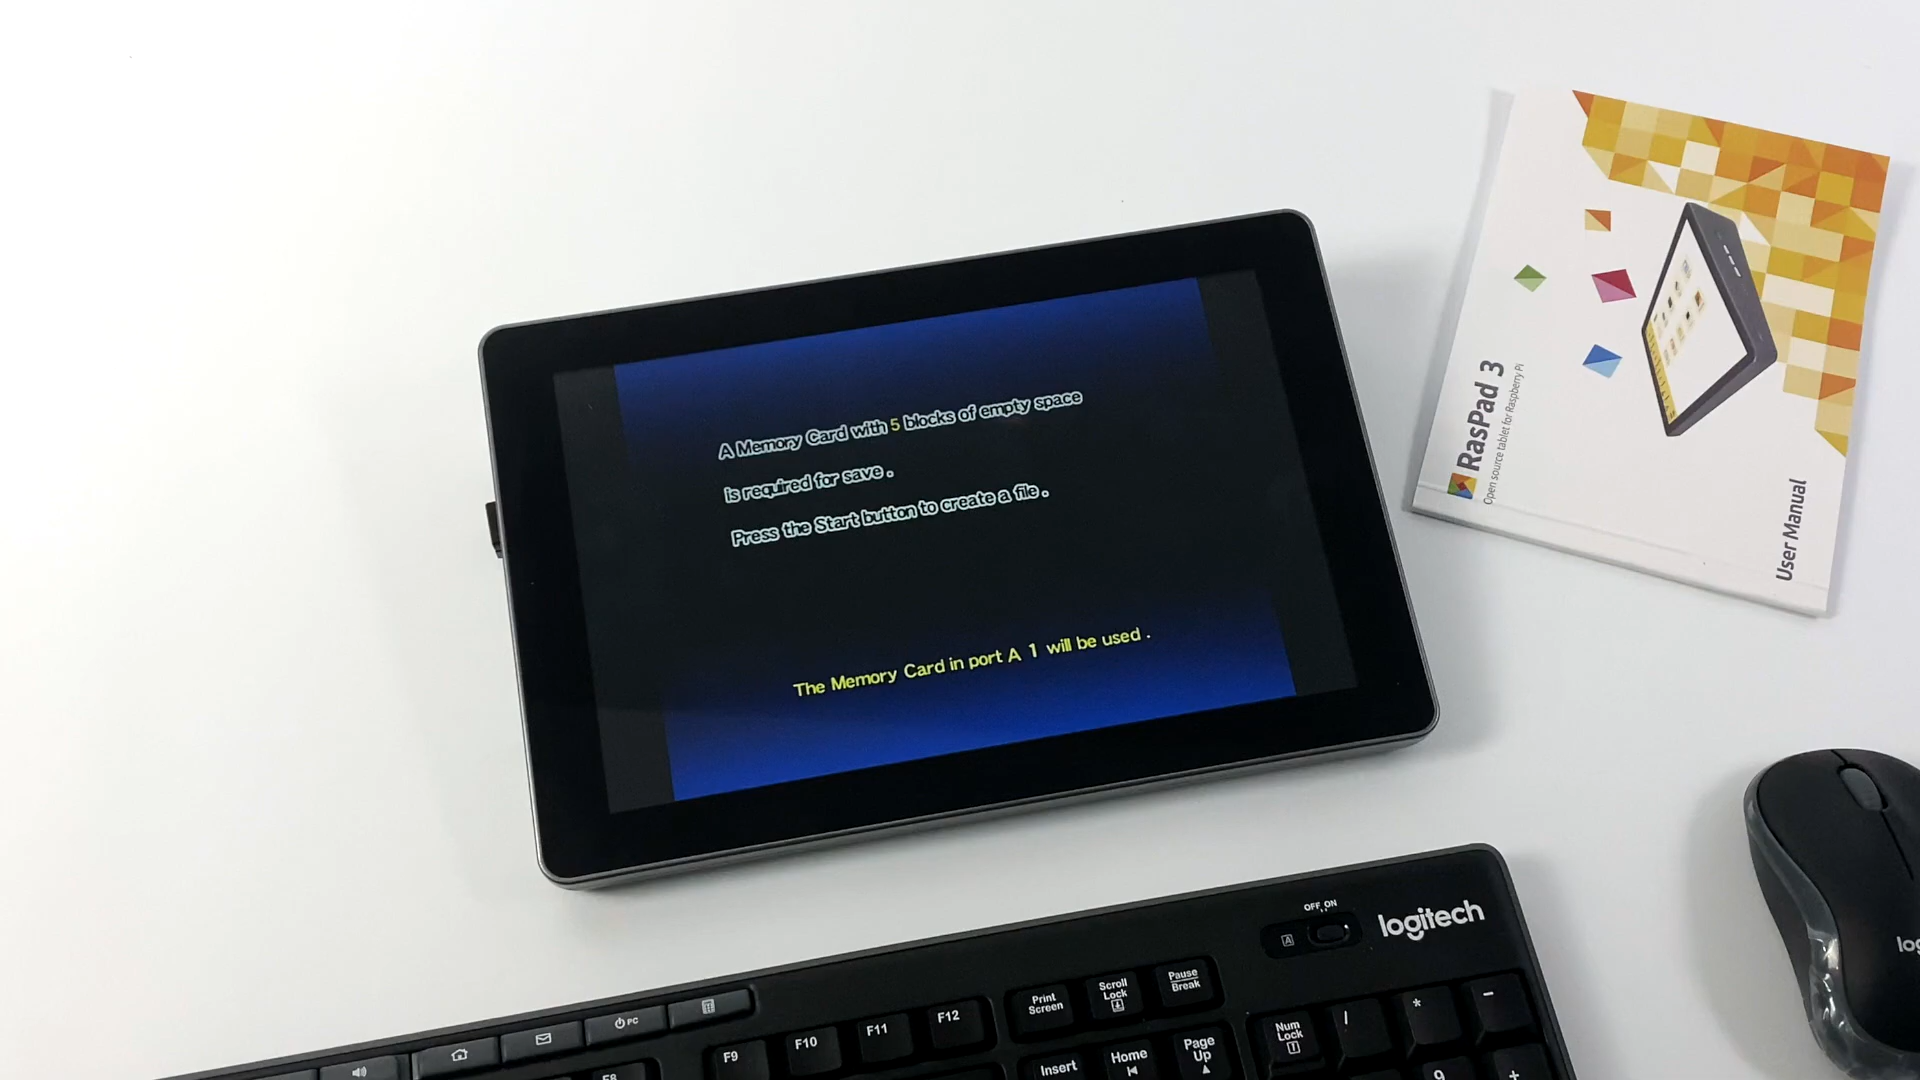 A Memory Card with 5 blocks of empty space
is required for save .
Press the Start button to create a file .
The Memory Card in port A 1 will be used .
RasPad 3
Open source tablet for Raspberry Pi
User Manual
OFF ON
A
logitech
PC
F8
F9
F10
F11
F12
Print
Screen
Scroll
Lock
Pause
Break
Insert
Home
Page
Up
Num
Lock
/
*
-
9
+
log